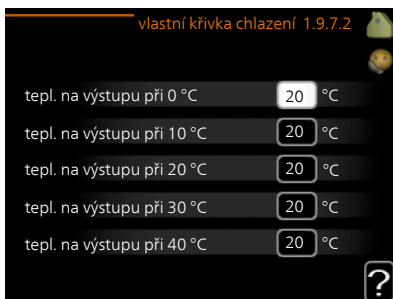 vlastní křivka chlazení 1.9.7.2
tepl. na výstupu při 0 °C 20 °C
tepl. na výstupu při 10 °C 20 °C
tepl. na výstupu při 20 °C 20 °C
tepl. na výstupu při 30 °C 20 °C
tepl. na výstupu při 40 °C 20 °C
?